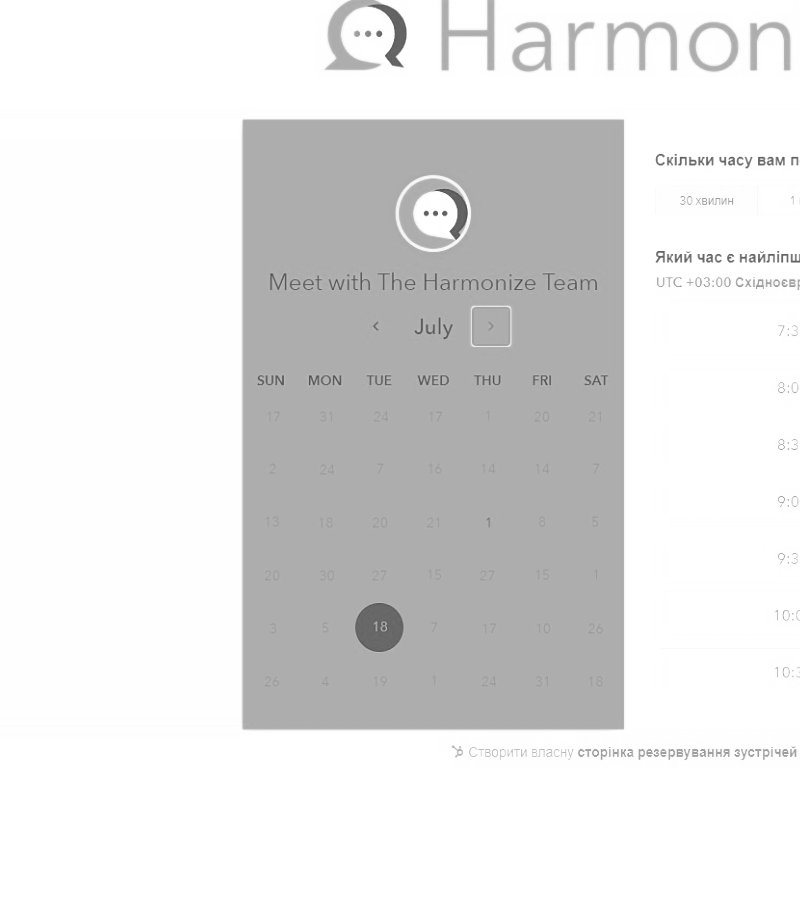 Harmon
Скільки часу вам п
30 хвилин 1
Який час є найліпш
UTC +03:00 Східноєвр
Meet with The Harmonize Team
July
SUN MON TUE WED THU FRI SAT
17 31 24 17 1 20 21
2 24 7 16 14 14 7
13 18 20 21 1 8 5
20 30 27 15 27 15 1
3 5 18 7 17 10 26
26 4 19 1 24 31 18
7:3
8:0
8:3
9:0
9:3
10:0
10:3
Створити власну сторінка резервування зустрічей